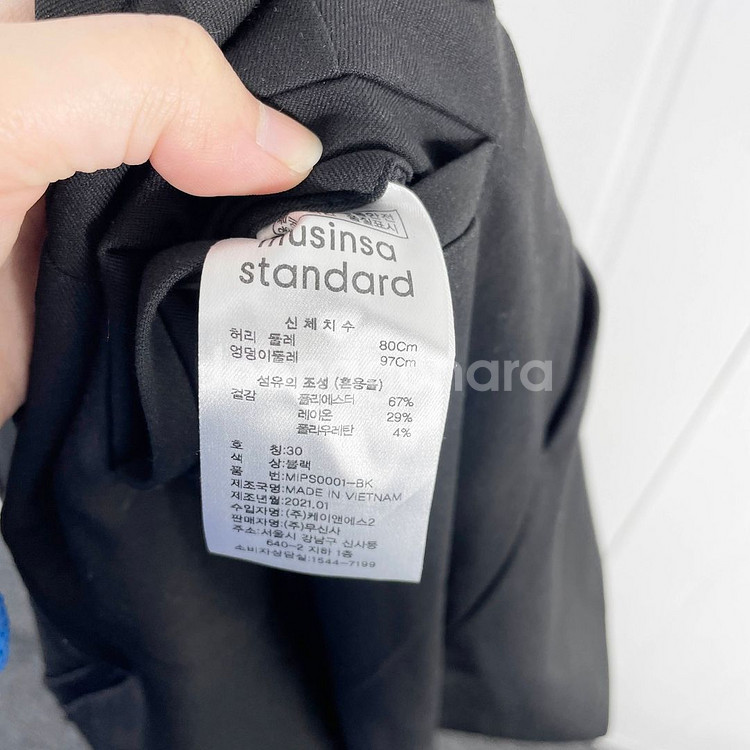 musinsa
standard
신체치수
허리 둘레 80Cm
엉덩이둘레 97Cm
섬유의 조성 (혼용율)
겉감 폴리에스터 67%
레이온 29%
폴리우레탄 4%
호 칭:30
색 상:블랙
품 번:MIPS0001-BK
제조국명:MADE IN VIETNAM
제조년월:2021.01
수입자명:(주)케이앤에스2
판매자명:(주)무신사
주소:서울시 강남구 신사동
640-2 지하 1층
소비자상담실:1544-7199